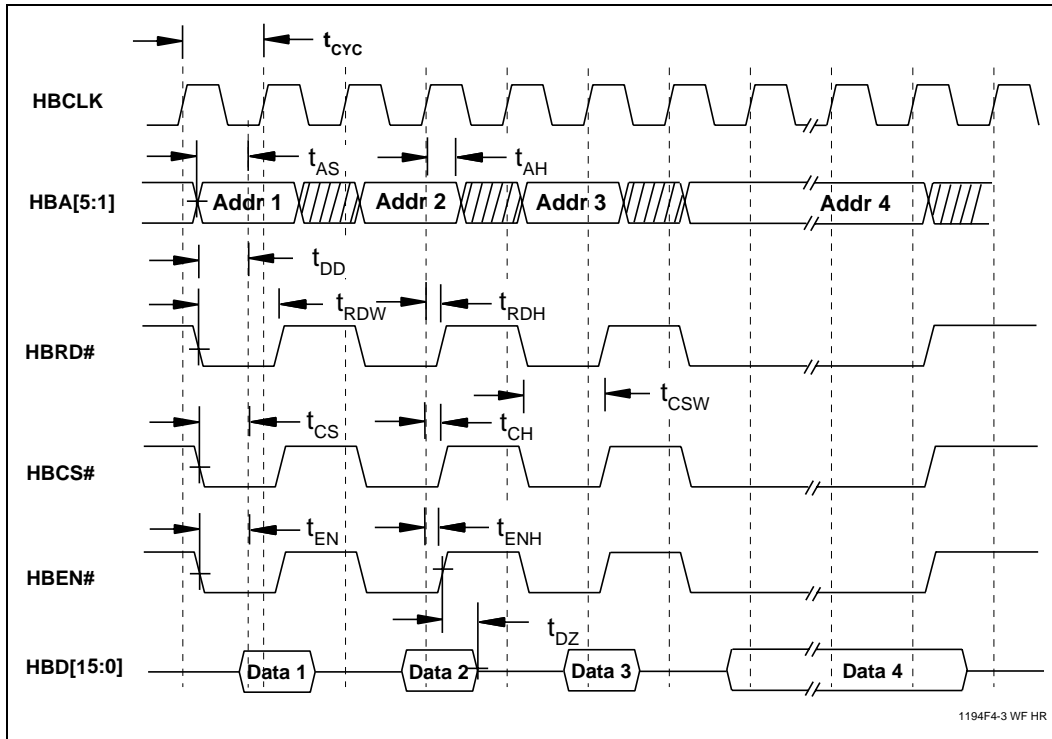 tCYC
HBCLK
tAS
tAH
HBA[5:1]
Addr 1
Addr 2
Addr 3
Addr 4
tDD
tRDW
tRDH
HBRD#
tCSW
tCS
tCH
HBCS#
tEN
tENH
HBEN#
tDZ
HBD[15:0]
Data 1
Data 2
Data 3
Data 4
1194F4-3 WF HR